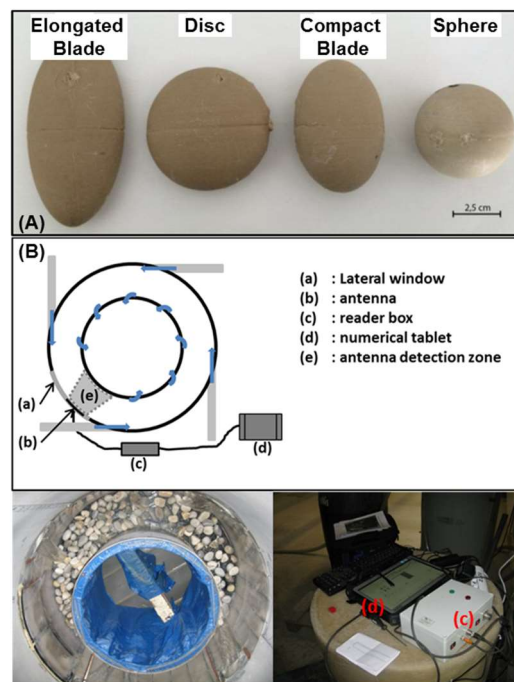 Elongated
Blade
Disc
Compact
Blade
Sphere
(A)
2,5 cm
(B)
(a) : Lateral window
(b) : antenna
(c) : reader box
(d) : numerical tablet
(e) : antenna detection zone
(e)
(a)
(b)
(c)
(d)
(d)
(c)